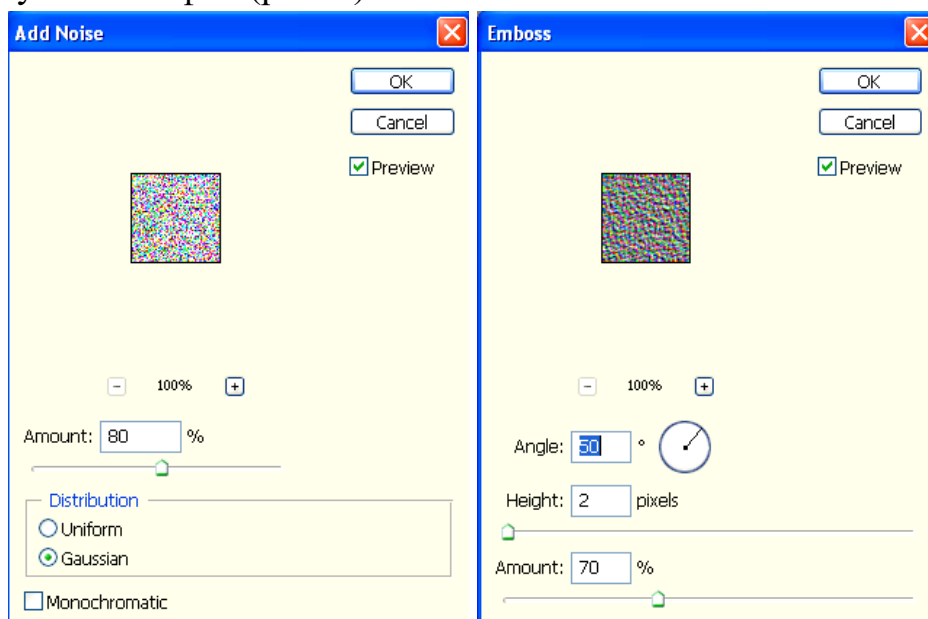 Add Noise
OK
Cancel
Preview
100%
Amount: 80 %
Distribution
Uniform
Gaussian
Monochromatic
Emboss
OK
Cancel
Preview
100%
Angle: 50 °
Height: 2 pixels
Amount: 70 %